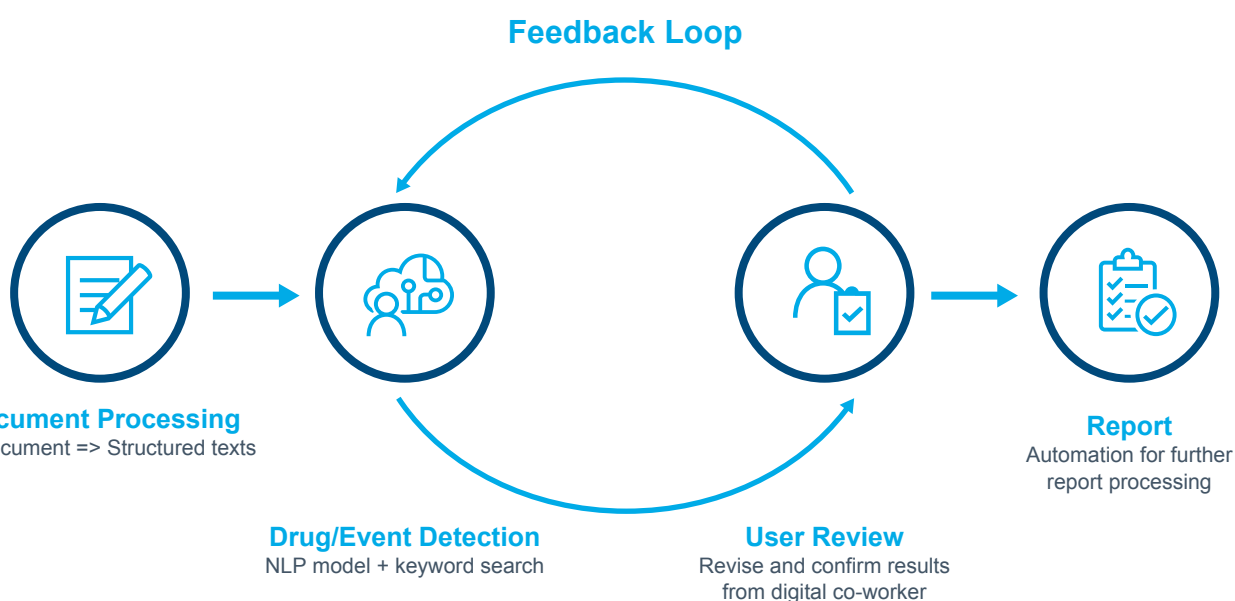 Feedback Loop
cument Processing
cument => Structured texts
Drug/Event Detection
NLP model + keyword search
User Review
Revise and confirm results
from digital co-worker
Report
Automation for further
report processing